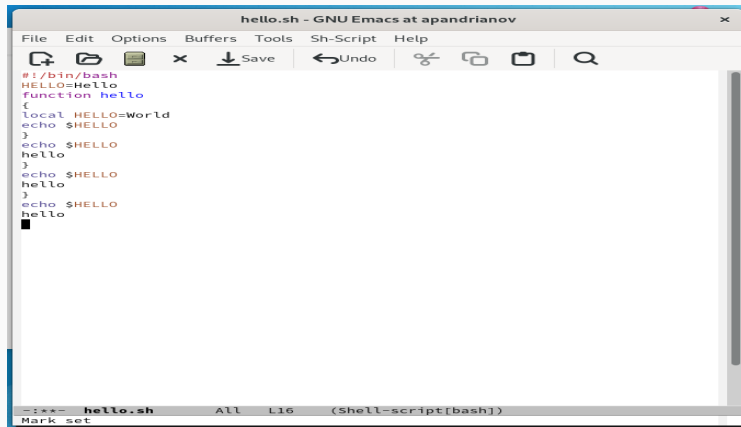 hello.sh - GNU Emacs at apandrianov
File Edit Options Buffers Tools Sh-Script Help
Save Undo
#!/bin/bash
HELLO=Hello
function hello
{
local HELLO=World
echo $HELLO
}
echo $HELLO
hello
}
echo $HELLO
hello
}
echo $HELLO
hello
-:**- hello.sh All L16 (Shell-script[bash])
Mark set